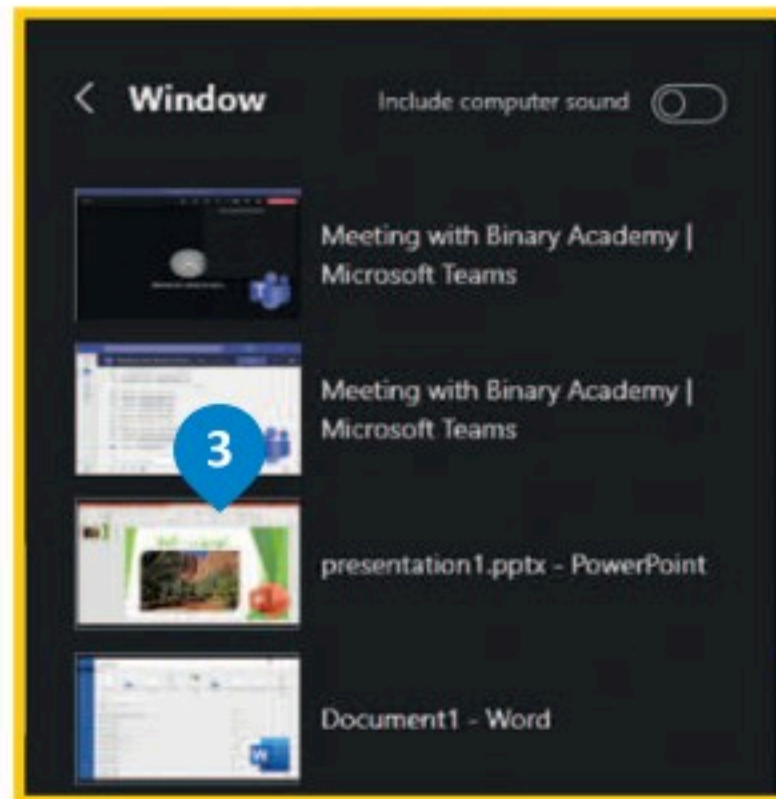 Window
Include computer sound
Meeting with Binary Academy |
Microsoft Teams
Meeting with Binary Academy |
Microsoft Teams
3
presentation1.pptx - PowerPoint
Document1 - Word